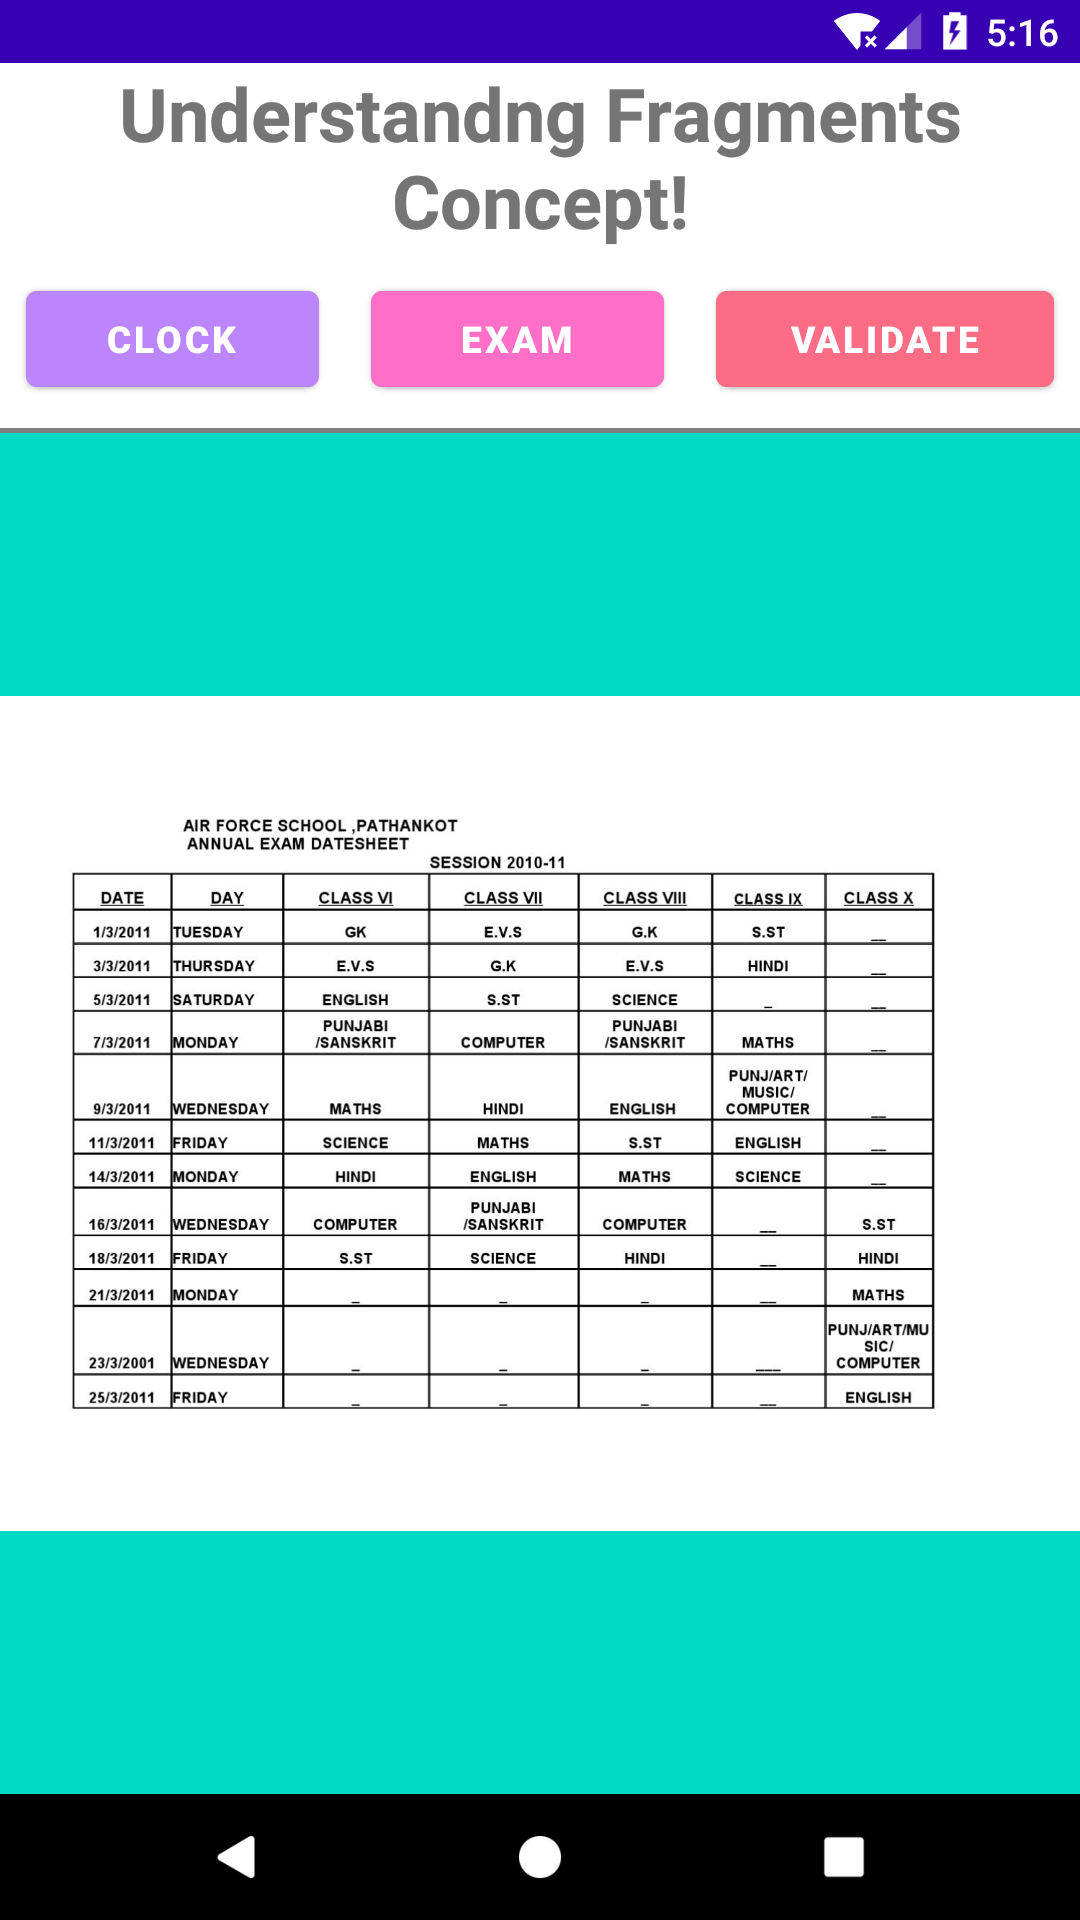 5:16
Understandng Fragments
Concept!
CLOCK EXAM VALIDATE
AIR FORCE SCHOOL ,PATHANKOT
ANNUAL EXAM DATESHEET
SESSION 2010-11
DATE DAY CLASS VI CLASS VII CLASS VIII CLASS IX CLASS X
1/3/2011 TUESDAY GK E.V.S G.K S.ST __
3/3/2011 THURSDAY E.V.S G.K E.V.S HINDI __
5/3/2011 SATURDAY ENGLISH S.ST SCIENCE _ __
7/3/2011 MONDAY PUNJABI /SANSKRIT COMPUTER PUNJABI /SANSKRIT MATHS __
9/3/2011 WEDNESDAY MATHS HINDI ENGLISH PUNJ/ART/ MUSIC/ COMPUTER __
11/3/2011 FRIDAY SCIENCE MATHS S.ST ENGLISH __
14/3/2011 MONDAY HINDI ENGLISH MATHS SCIENCE __
16/3/2011 WEDNESDAY COMPUTER PUNJABI /SANSKRIT COMPUTER __ S.ST
18/3/2011 FRIDAY S.ST SCIENCE HINDI __ HINDI
21/3/2011 MONDAY _ _ _ __ MATHS
23/3/2001 WEDNESDAY _ _ _ ___ PUNJ/ART/MU SIC/ COMPUTER
25/3/2011 FRIDAY _ _ _ __ ENGLISH